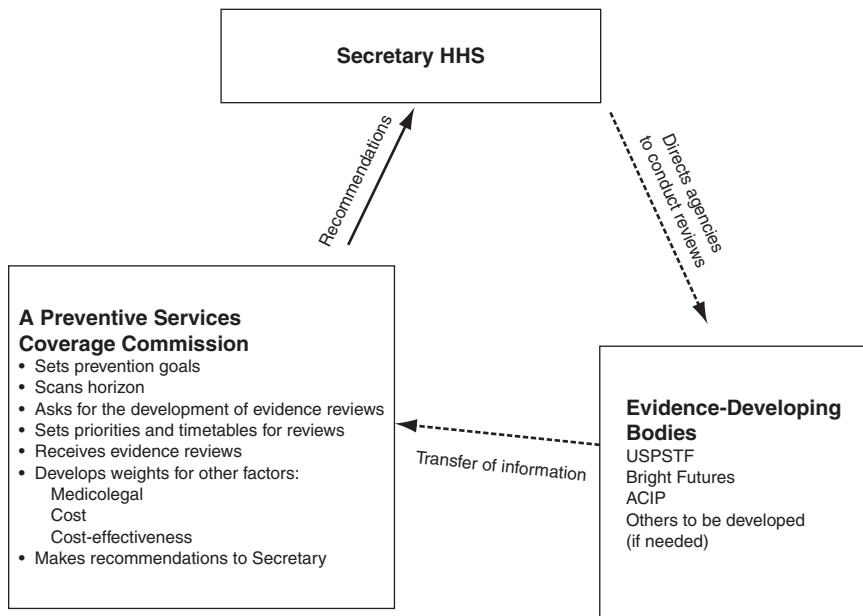 Secretary HHS
Recommendations
Directs agencies
to conduct reviews
A Preventive Services
Coverage Commission
• Sets prevention goals
• Scans horizon
• Asks for the development of evidence reviews
• Sets priorities and timetables for reviews
• Receives evidence reviews
• Develops weights for other factors:
Medicolegal
Cost
Cost-effectiveness
• Makes recommendations to Secretary
Transfer of information
Evidence-Developing
Bodies
USPSTF
Bright Futures
ACIP
Others to be developed
(if needed)